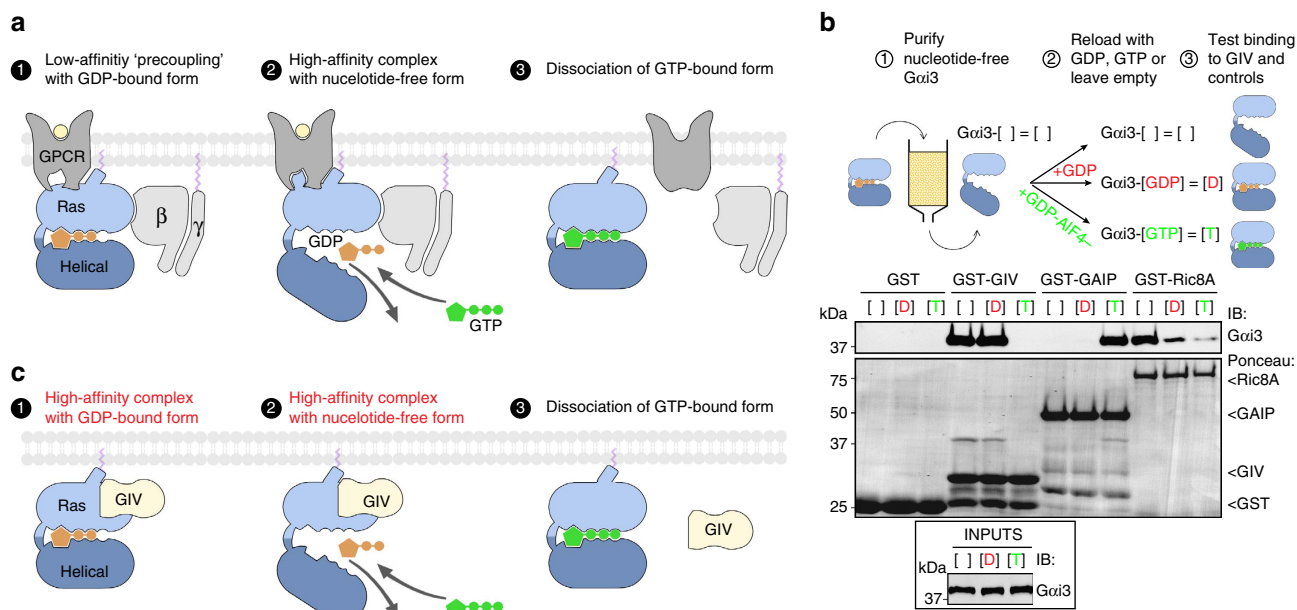 a
1 Low-affinitiy 'precoupling'
with GDP-bound form
2 High-affinity complex
with nucelotide-free form
3 Dissociation of GTP-bound form
GPCR
Ras
β
γ
Helical
GDP
GTP
b
1 Purify
nucleotide-free
Gαi3
2 Reload with
GDP, GTP or
leave empty
3 Test binding
to GIV and
controls
Gαi3-[ ] = [ ]
Gαi3-[ ] = [ ]
+GDP
Gαi3-[GDP] = [D]
+GDP-AlF4–
Gαi3-[GTP] = [T]
GST GST-GIV GST-GAIP GST-Ric8A
kDa [ ] [D] [T] [ ] [D] [T] [ ] [D] [T] [ ] [D] [T] IB:
37 Gαi3
Ponceau:
75 <Ric8A
50 <GAIP
37
<GIV
25 <GST
INPUTS
kDa [ ] [D] [T] IB:
37 Gαi3
c
1 High-affinity complex
with GDP-bound form
2 High-affinity complex
with nucelotide-free form
3 Dissociation of GTP-bound form
Ras GIV
Helical
GIV
GIV